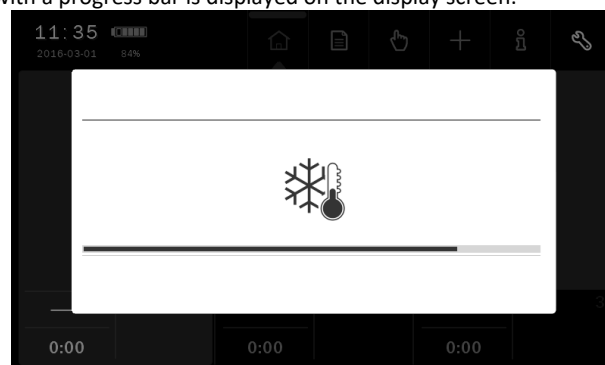 with a progress bar is displayed on the display screen.
11:35
2016-03-01 84%
3
0:00 0:00 0:00